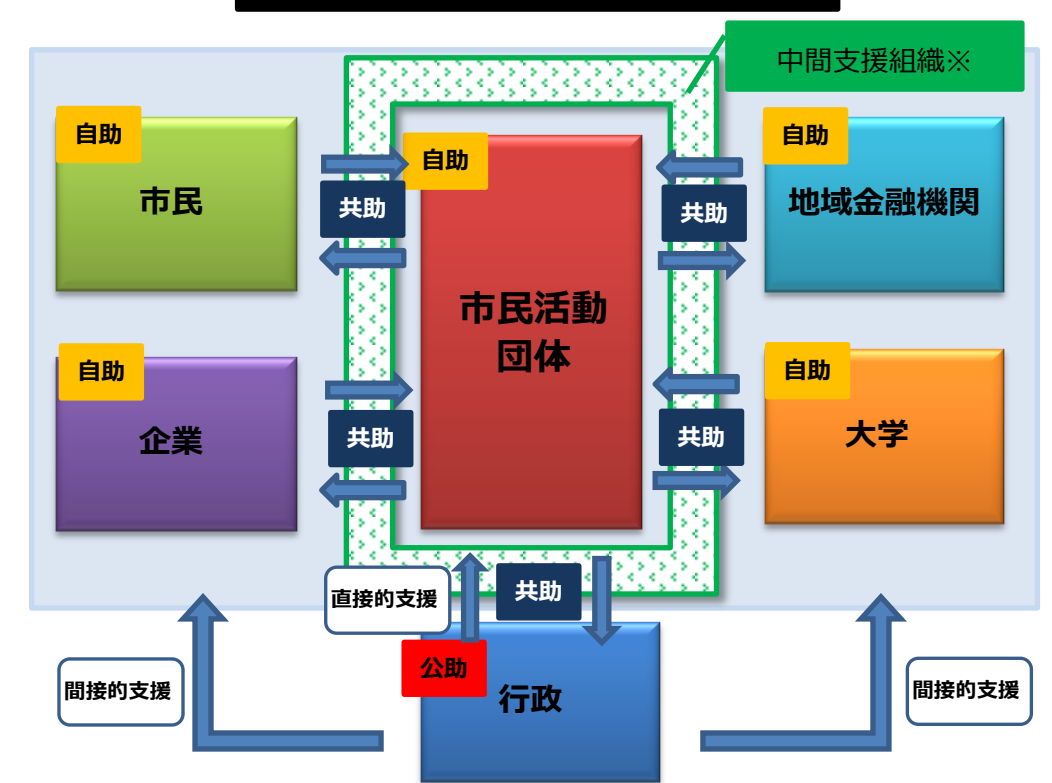 中間支援組織※
自助
市民
共助
自助
市民活動
団体
共助
自助
地域金融機関
自助
企業
共助
共助
自助
大学
直接的支援
共助
間接的支援
公助
行政
間接的支援